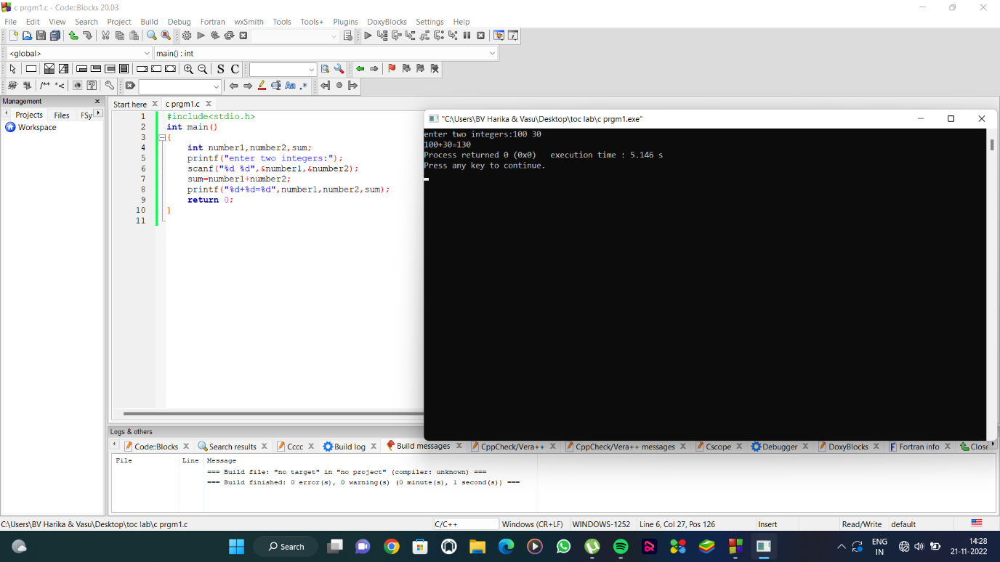 c prgm1.c - Code::Blocks 20.03
File Edit View Search Project Build Debug Fortran wxSmith Tools Tools+ Plugins DoxyBlocks Settings Help
<global> main() : int
S C
/** *< Aa .*
Management
Projects Files FSy
Workspace
Start here c prgm1.c
1 #include<stdio.h>
2 int main()
3 {
4 int number1,number2,sum;
5 printf("enter two integers:");
6 scanf("%d %d",&number1,&number2);
7 sum=number1+number2;
8 printf("%d+%d=%d",number1,number2,sum);
9 return 0;
10 }
11
"C:\Users\BV Harika & Vasu\Desktop\toc lab\c prgm1.exe"
enter two integers:100 30
100+30=130
Process returned 0 (0x0) execution time : 5.146 s
Press any key to continue.
Logs & others
Code::Blocks Search results Cccc Build log Build messages CppCheck/Vera++ CppCheck/Vera++ messages Cscope Debugger DoxyBlocks Fortran info Close
File Line Message
=== Build file: "no target" in "no project" (compiler: unknown) ===
=== Build finished: 0 error(s), 0 warning(s) (0 minute(s), 1 second(s)) ===
C:\Users\BV Harika & Vasu\Desktop\toc lab\c prgm1.c C/C++ Windows (CR+LF) WINDOWS-1252 Line 6, Col 27, Pos 126 Insert Read/Write default
Search
ENG
IN
14:28
21-11-2022